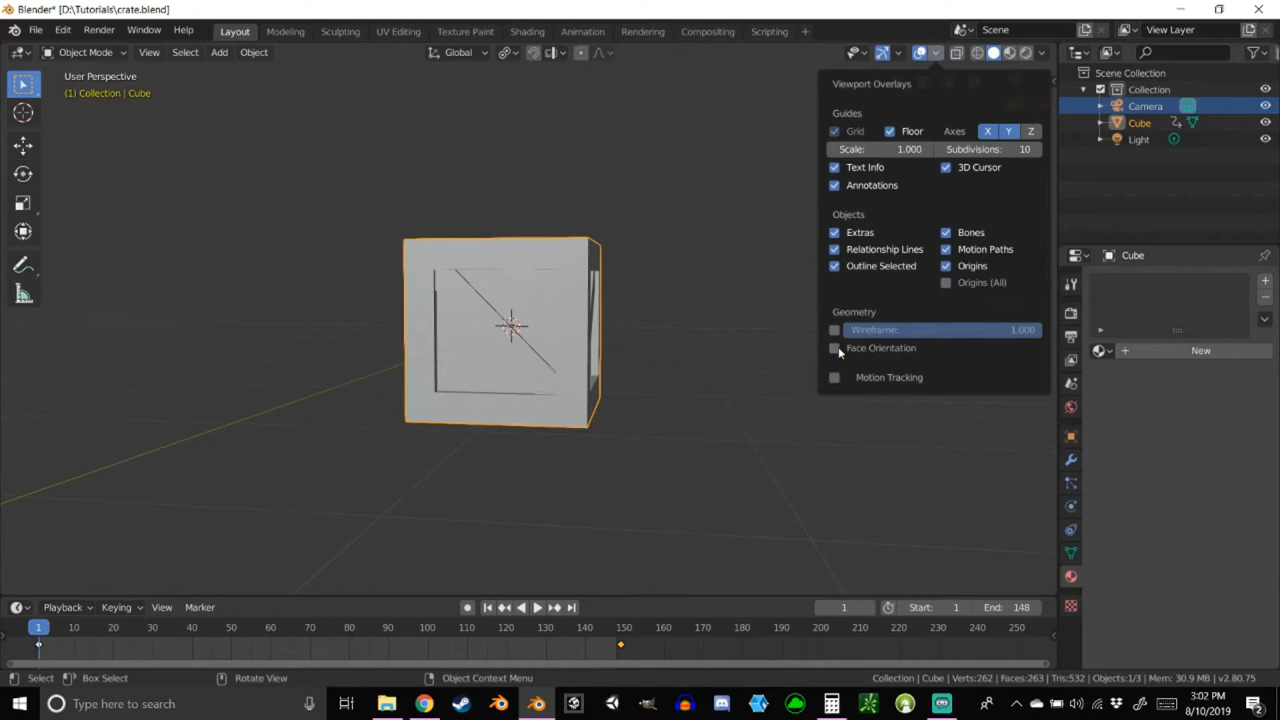 Blender* [D:\Tutorials\crate.blend]
File Edit Render Window Help Layout Modeling Sculpting UV Editing Texture Paint Shading Animation Rendering Compositing Scripting + Scene View Layer
Object Mode View Select Add Object Global
User Perspective
(1) Collection | Cube
Viewport Overlays
Guides
Grid Floor Axes X Y Z
Scale: 1.000 Subdivisions: 10
Text Info 3D Cursor
Annotations
Objects
Extras Bones
Relationship Lines Motion Paths
Outline Selected Origins
Origins (All)
Geometry
Wireframe: 1.000
Face Orientation
Motion Tracking
Scene Collection
Collection
Camera
Cube
Light
Cube
New
Playback Keying View Marker 1 Start: 1 End: 148
1 10 20 30 40 50 60 70 80 90 100 110 120 130 140 150 160 170 180 190 200 210 220 230 240 250
Select Box Select Rotate View Object Context Menu Collection | Cube | Verts:262 | Faces:263 | Tris:532 | Objects:1/3 | Mem: 30.9 MB | v2.80.75
Type here to search 3:02 PM
8/10/2019 2